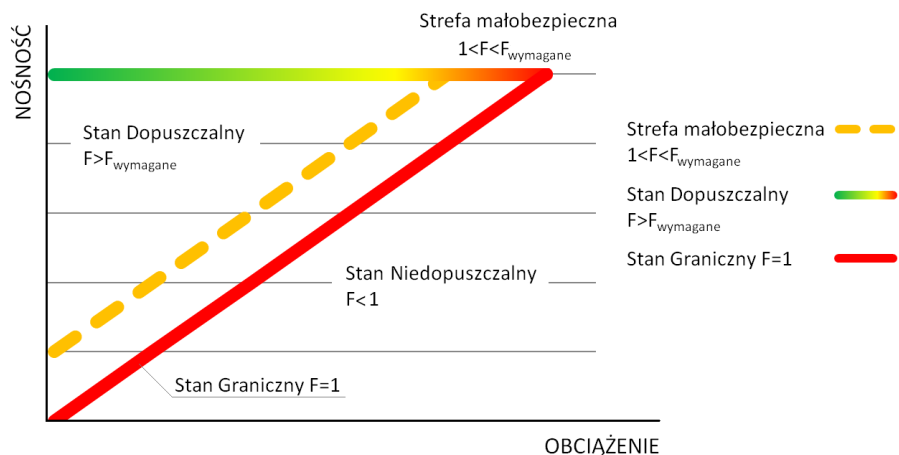 Strefa małobezpieczna
1<F<Fwymagane
NOŚNOŚĆ
Stan Dopuszczalny
F>Fwymagane
Stan Niedopuszczalny
F<1
Stan Graniczny F=1
OBCIĄŻENIE
Strefa małobezpieczna
1<F<Fwymagane
Stan Dopuszczalny
F>Fwymagane
Stan Graniczny F=1